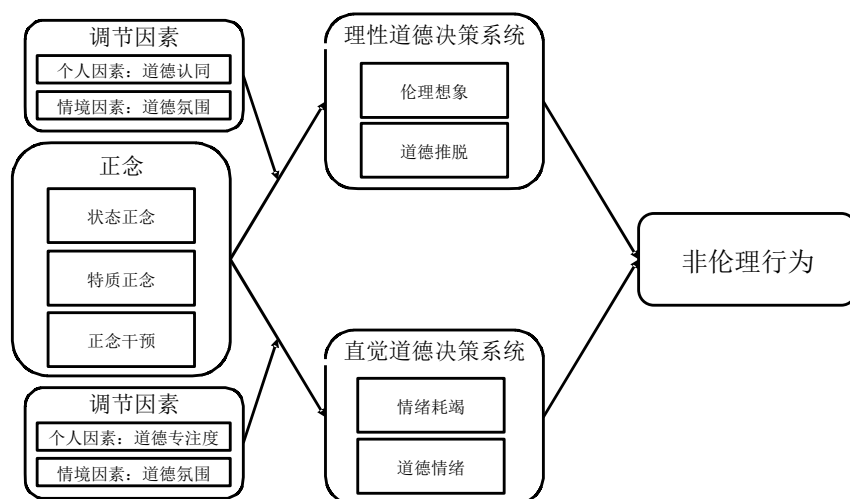 调节因素
个人因素：道德认同
情境因素：道德氛围
正念
状态正念
特质正念
正念干预
调节因素
个人因素：道德专注度
情境因素：道德氛围
理性道德决策系统
伦理想象
道德推脱
直觉道德决策系统
情绪耗竭
道德情绪
非伦理行为